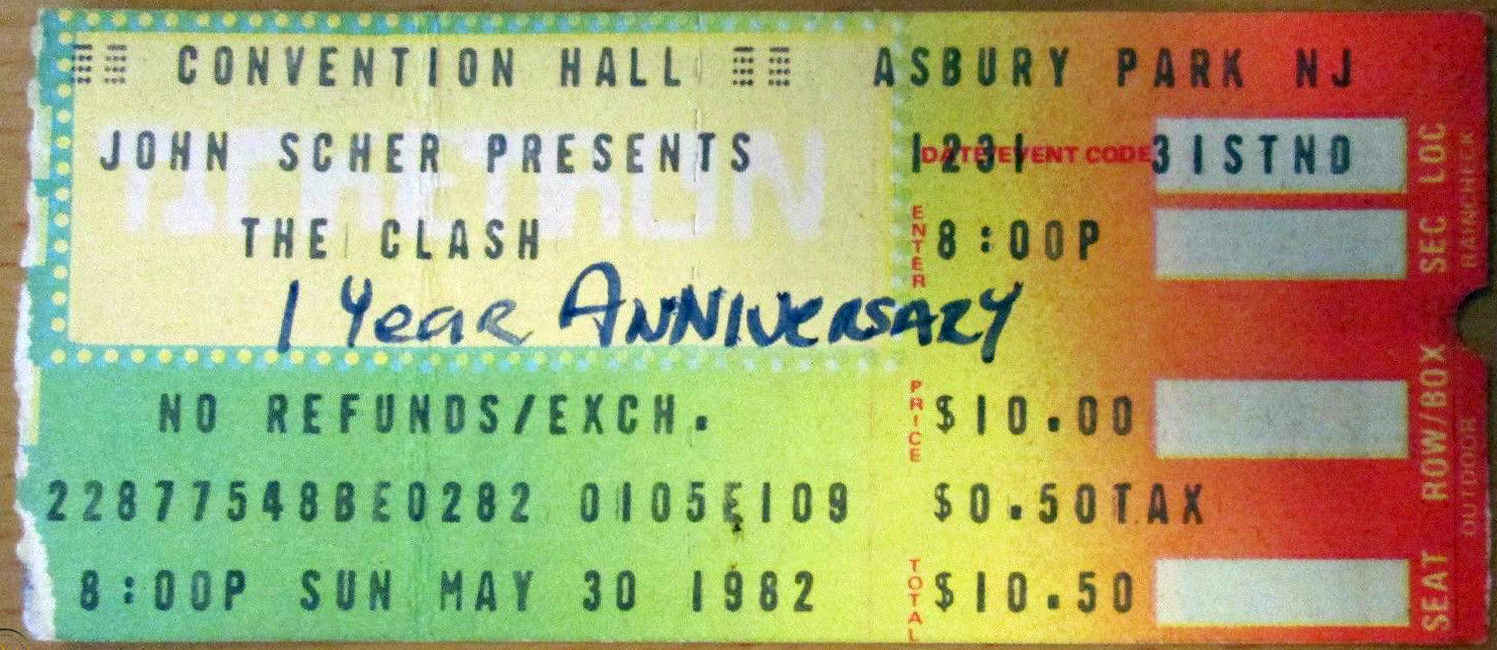 CONVENTION HALL ASBURY PARK NJ
JOHN SCHER PRESENTS 1231 DATE/EVENT CODE 31STND
TICKETRON
THE CLASH ENTER 8:00P
1 Year Anniversary
NO REFUNDS/EXCH. PRICE $10.00
22877548BE0282 0105E109 $0.50TAX
8:00P SUN MAY 30 1982 TOTAL $10.50
SEC LOC
RAINCHECK
ROW/BOX
OUTDOOR
SEAT